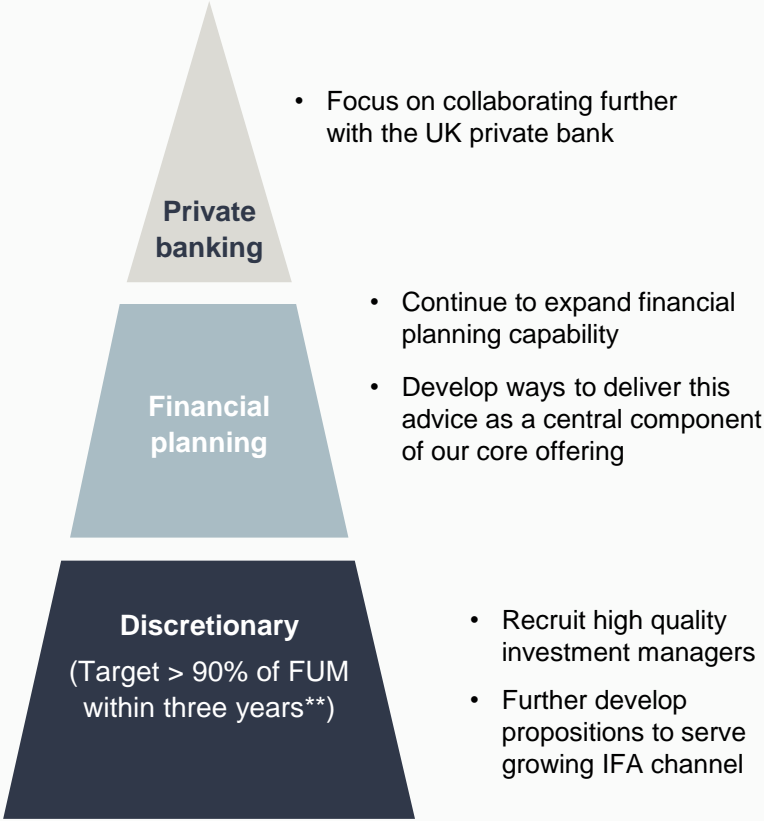 • Focus on collaborating further
with the UK private bank
Private
banking
• Continue to expand financial
planning capability
• Develop ways to deliver this
advice as a central component
of our core offering
Financial
planning
Discretionary
(Target > 90% of FUM
within three years**)
• Recruit high quality
investment managers
• Further develop
propositions to serve
growing IFA channel